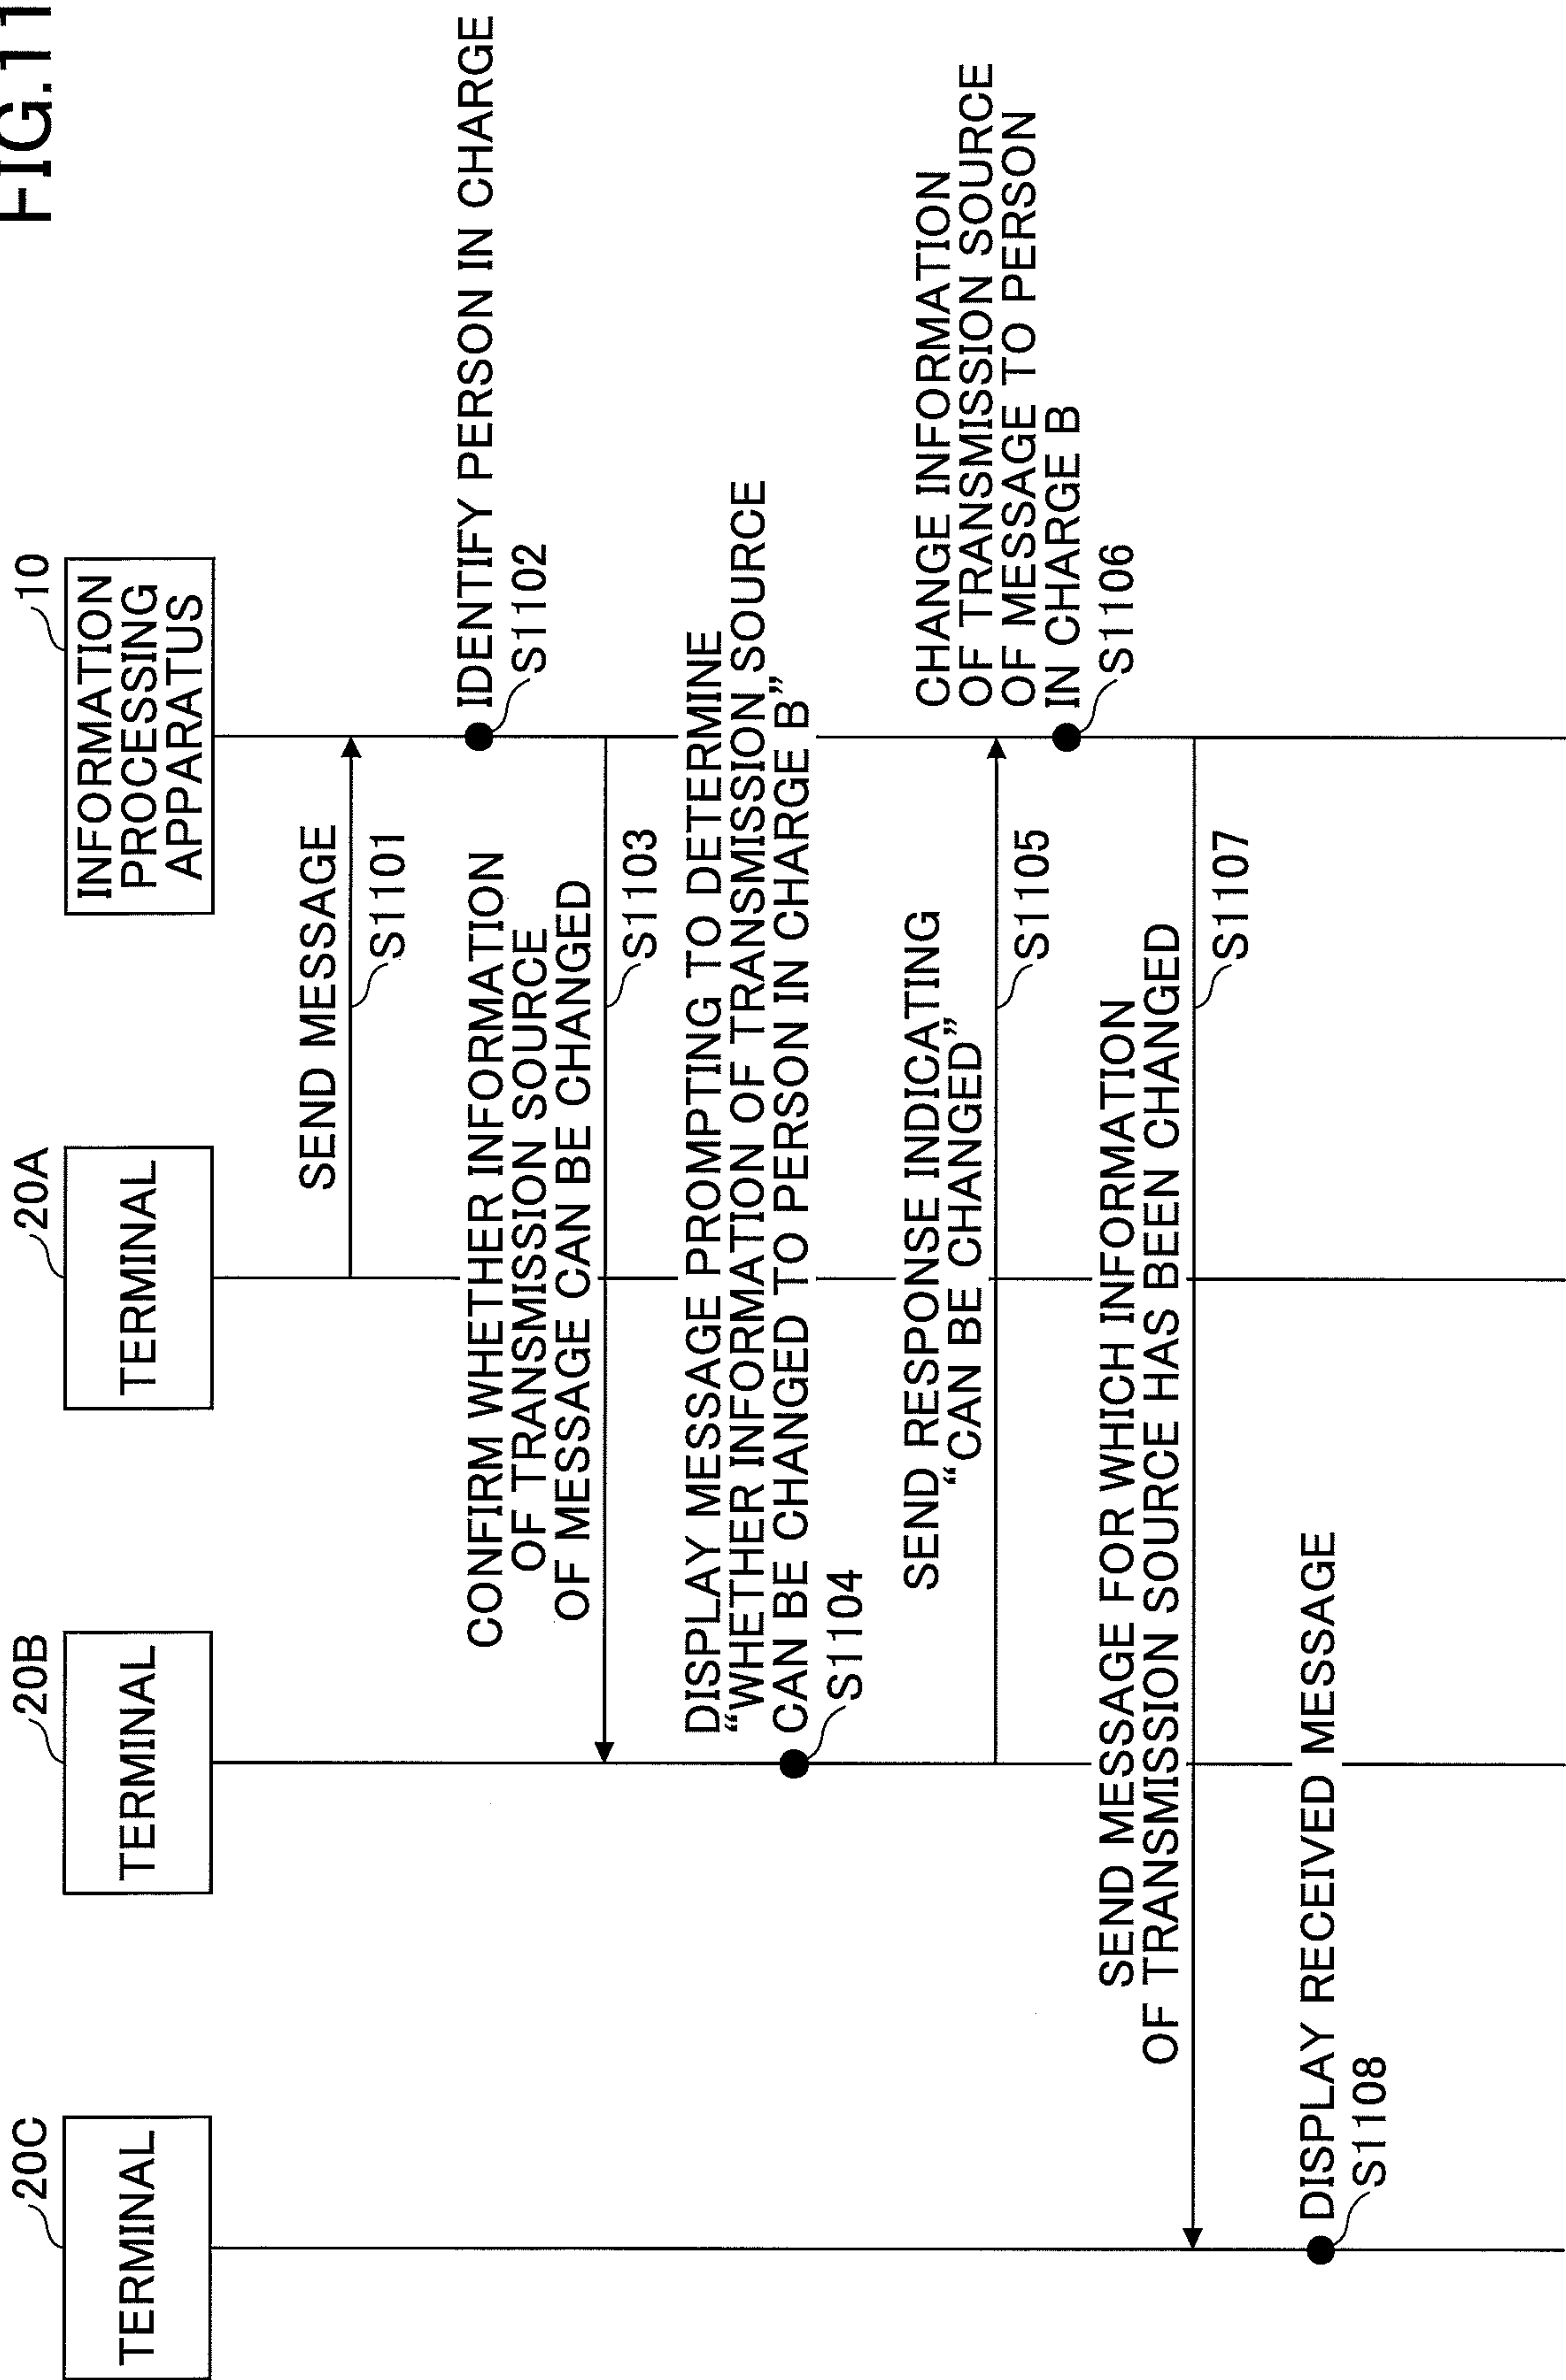 FIG.11
20C
TERMINAL
20B
TERMINAL
20A
TERMINAL
10
INFORMATION
PROCESSING
APPARATUS
SEND MESSAGE
S1101
IDENTIFY PERSON IN CHARGE
S1102
CONFIRM WHETHER INFORMATION
OF TRANSMISSION SOURCE
OF MESSAGE CAN BE CHANGED
S1103
DISPLAY MESSAGE PROMPTING TO DETERMINE
“WHETHER INFORMATION OF TRANSMISSION SOURCE
CAN BE CHANGED TO PERSON IN CHARGE B”
S1104
SEND RESPONSE INDICATING
“CAN BE CHANGED”
S1105
CHANGE INFORMATION
OF TRANSMISSION SOURCE
OF MESSAGE TO PERSON
IN CHARGE B
S1106
SEND MESSAGE FOR WHICH INFORMATION
OF TRANSMISSION SOURCE HAS BEEN CHANGED
S1107
DISPLAY RECEIVED MESSAGE
S1108